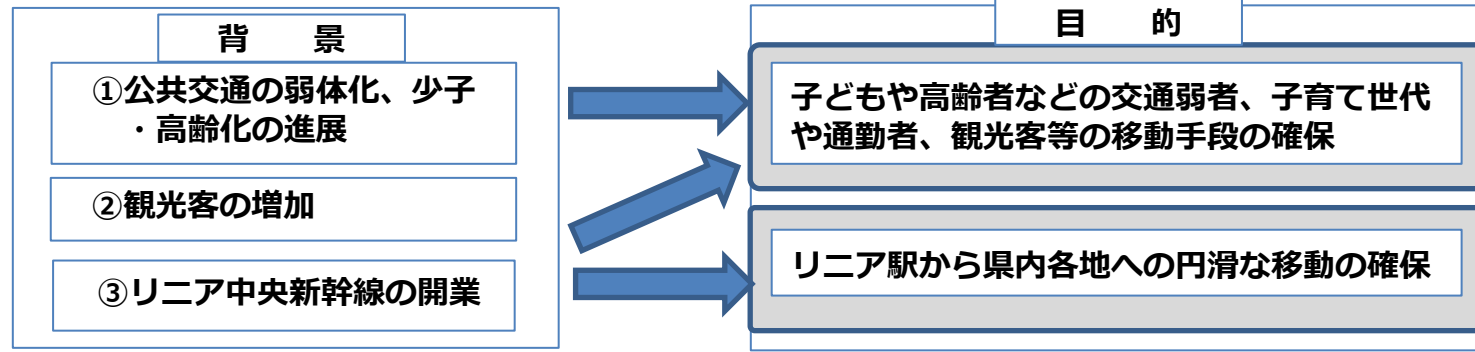 背　景
①公共交通の弱体化、少子
・高齢化の進展
②観光客の増加
③リニア中央新幹線の開業
目　的
子どもや高齢者などの交通弱者、子育て世代
や通勤者、観光客等の移動手段の確保
リニア駅から県内各地への円滑な移動の確保